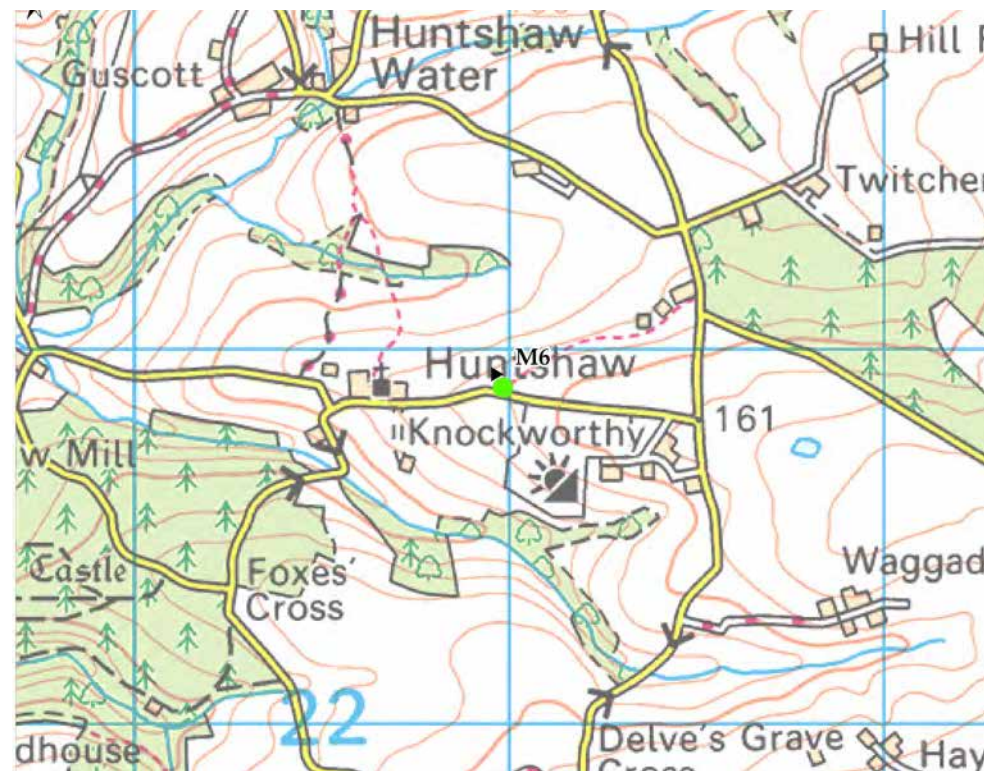 Huntshaw
Water
Guscott
Hill F
Twitcher
M6
Huntshaw
161
Knockworthy
w Mill
Castle
Foxes'
Cross
Waggad
22
dhouse
Delve's Grave
Cross
Hay